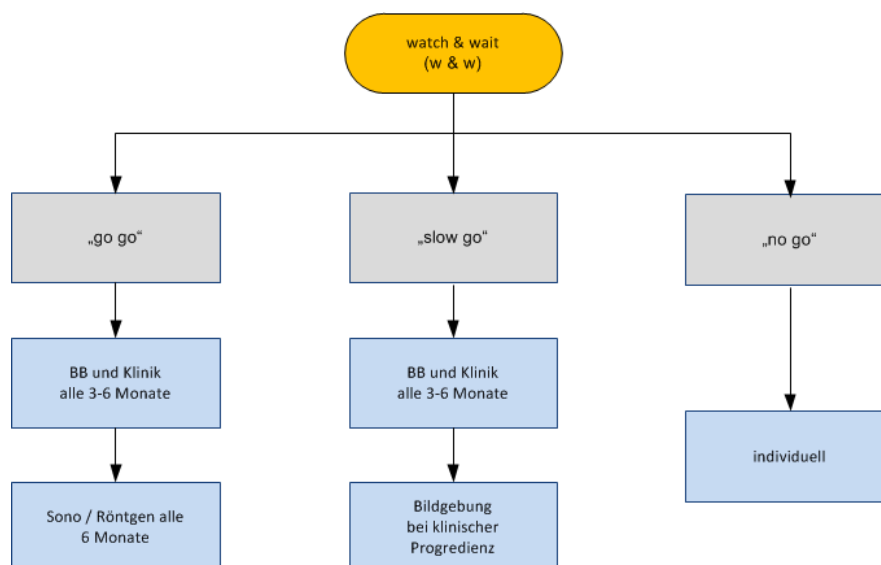 watch & wait
(w & w)
„go go“
„slow go“
„no go“
BB und Klinik
alle 3-6 Monate
BB und Klinik
alle 3-6 Monate
individuell
Sono / Röntgen alle
6 Monate
Bildgebung
bei klinischer
Progredienz